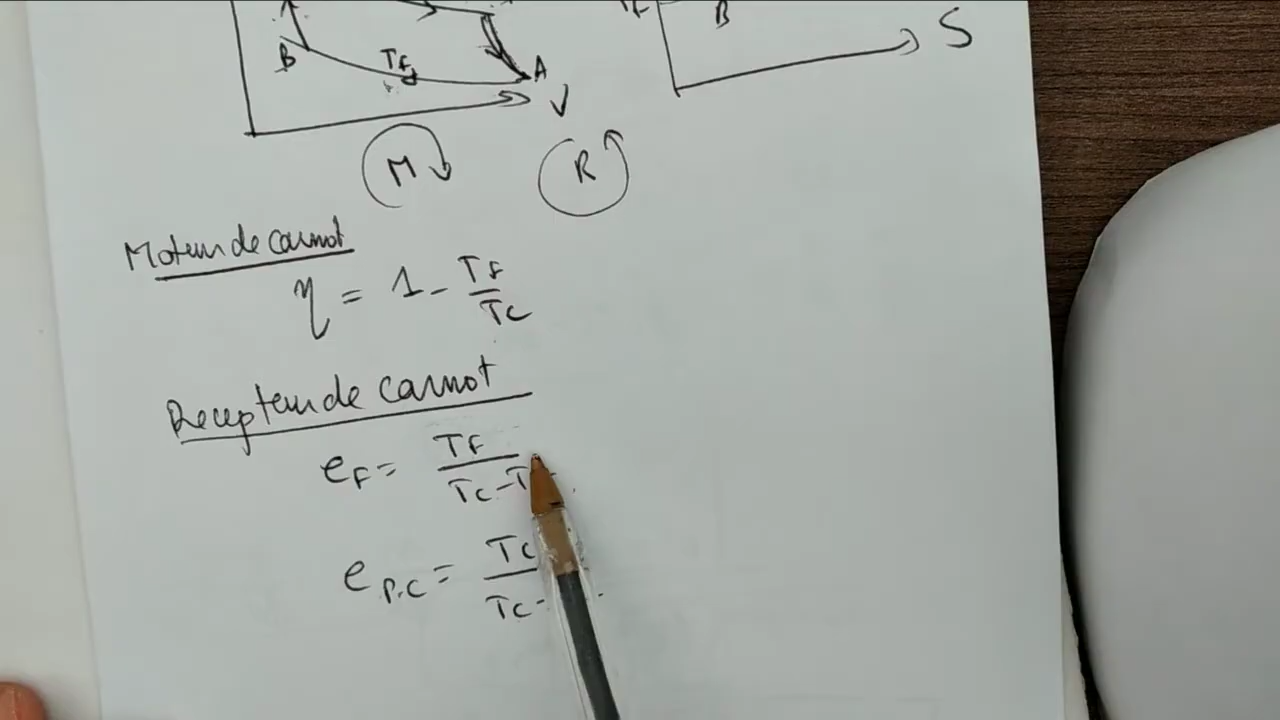 B
TF
A
V
B
S
M
R
Moteur de carnot
η = 1 - TF/TC
Recepteur de carnot
eF = TF/TC-T
eP.C = TC/TC-